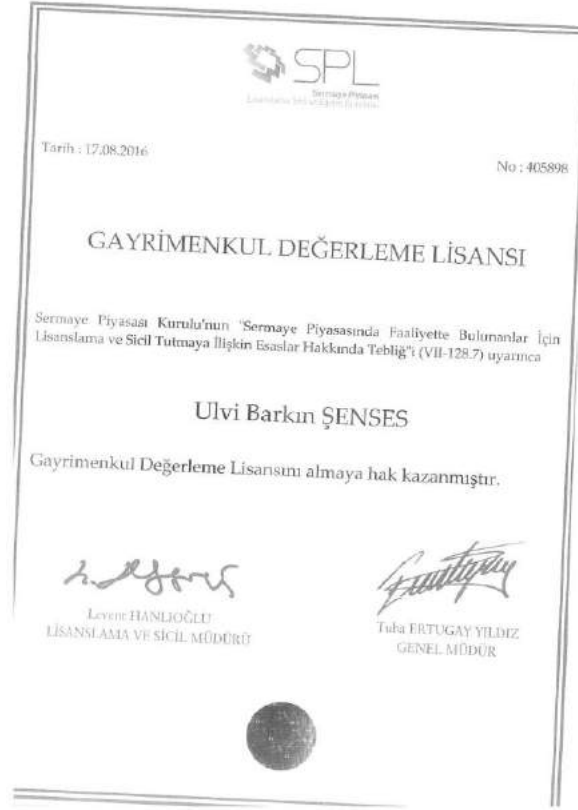 SPL
Sermaye Piyasası
Tarih : 17.08.2016
No : 405898
GAYRİMENKUL DEĞERLEME LİSANSI
Sermaye Piyasası Kurulu'nun "Sermaye Piyasasında Faaliyette Bulunanlar İçin
Lisanslama ve Sicil Tutmaya İlişkin Esaslar Hakkında Tebliğ"i (VII-128.7) uyarınca
Ulvi Barkın ŞENSES
Gayrimenkul Değerleme Lisansını almaya hak kazanmıştır.
Levent HANLIOĞLU
LİSANSLAMA VE SİCİL MÜDÜRÜ
Tuba ERTUGAY YILDIZ
GENEL MÜDÜR